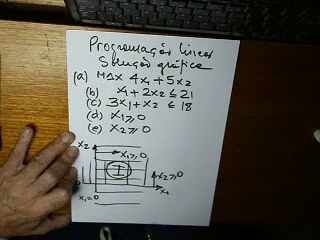 Programação Linear
Solução gráfica
(a) MAX 4x1 + 5x2
(b) x1 + 2x2 ≤ 21
(c) 3x1 + x2 ≤ 18
(d) x1 ≥ 0
(e) x2 ≥ 0
x2
x1 ≥ 0
I
x2 ≥ 0
x1
x1 = 0